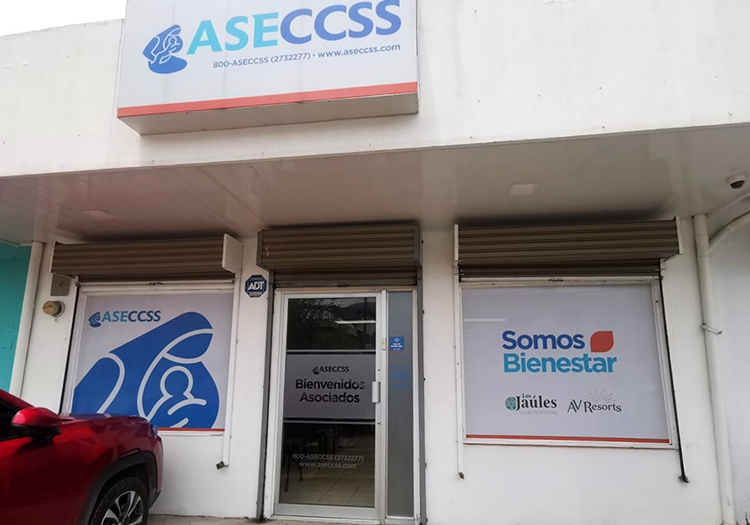 ASECCSS
800-ASECCSS (2732277) • www.aseccss.com
ASECCSS
ADT
ASECCSS
Bienvenidos
Asociados
800-ASECCSS (2732277)
www.aseccss.com
Somos
Bienestar
Los
Jaúles
AV Resorts